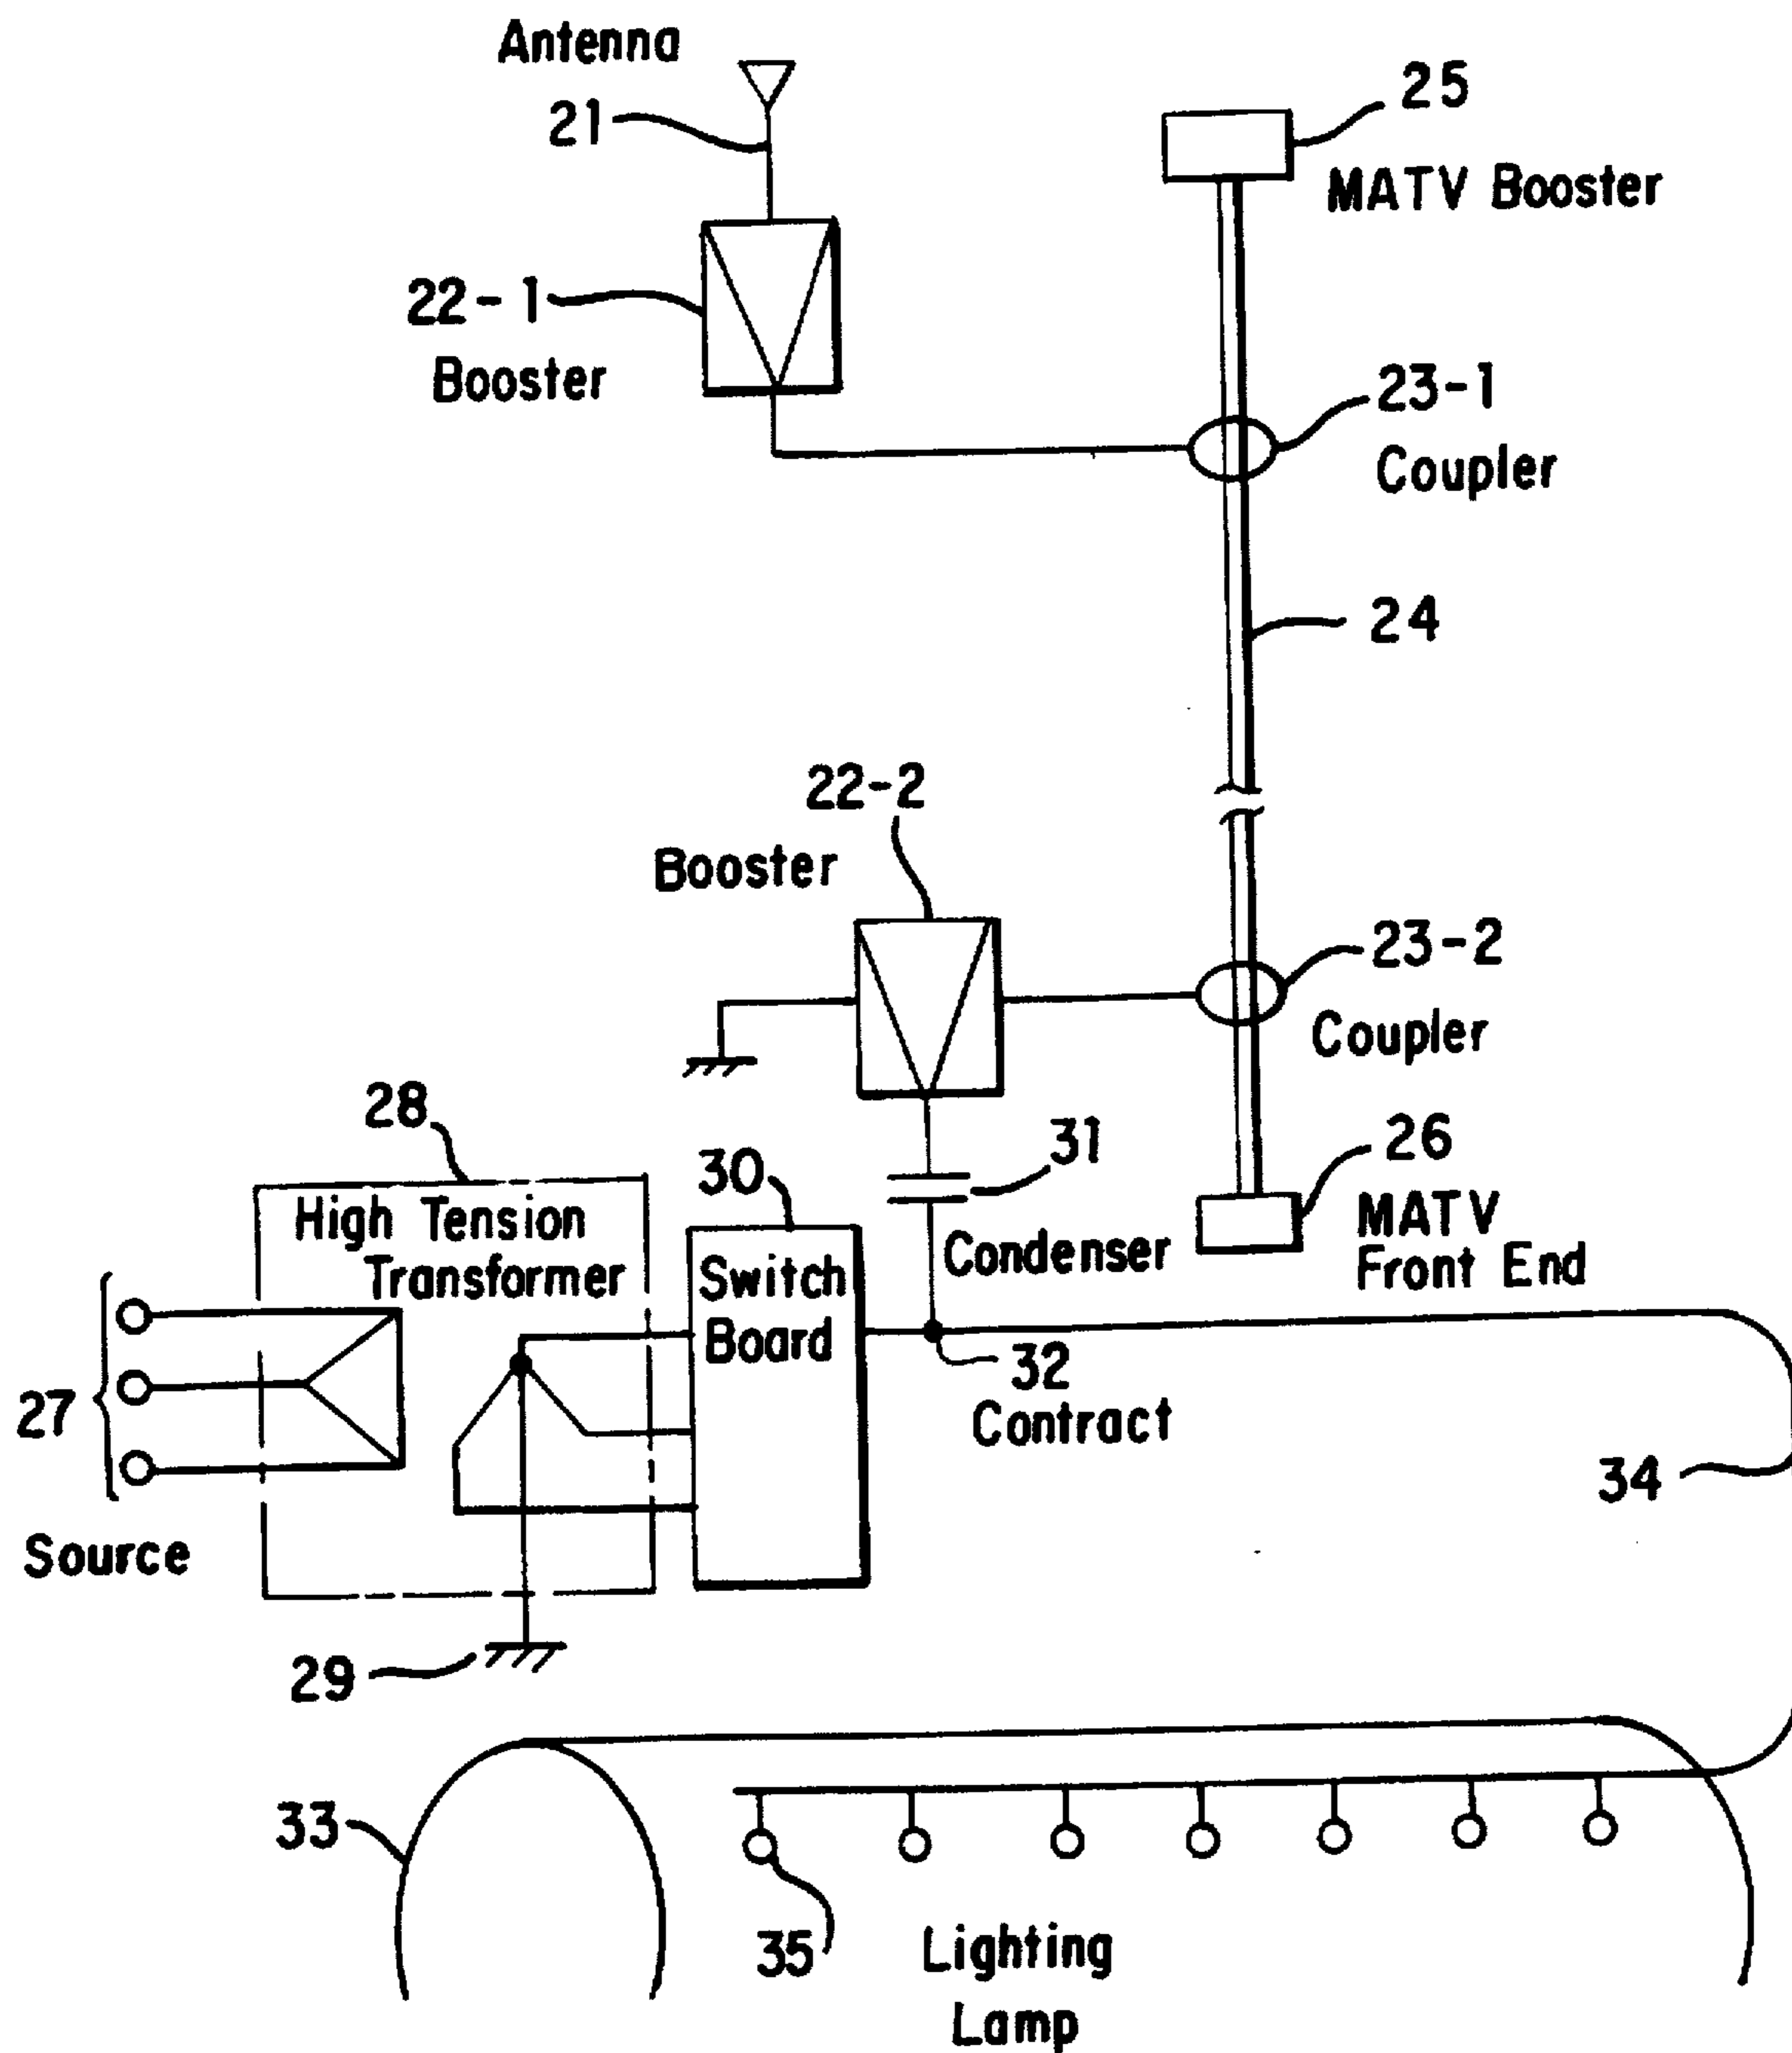 Antenna
21
25
MATV Booster
22-1
Booster
23-1
Coupler
24
22-2
Booster
23-2
Coupler
28
High Tension
Transformer
30
Switch
Board
31
Condenser
26
MATV
Front End
27
Source
32
Contract
34
29
33
35
Lighting
Lamp